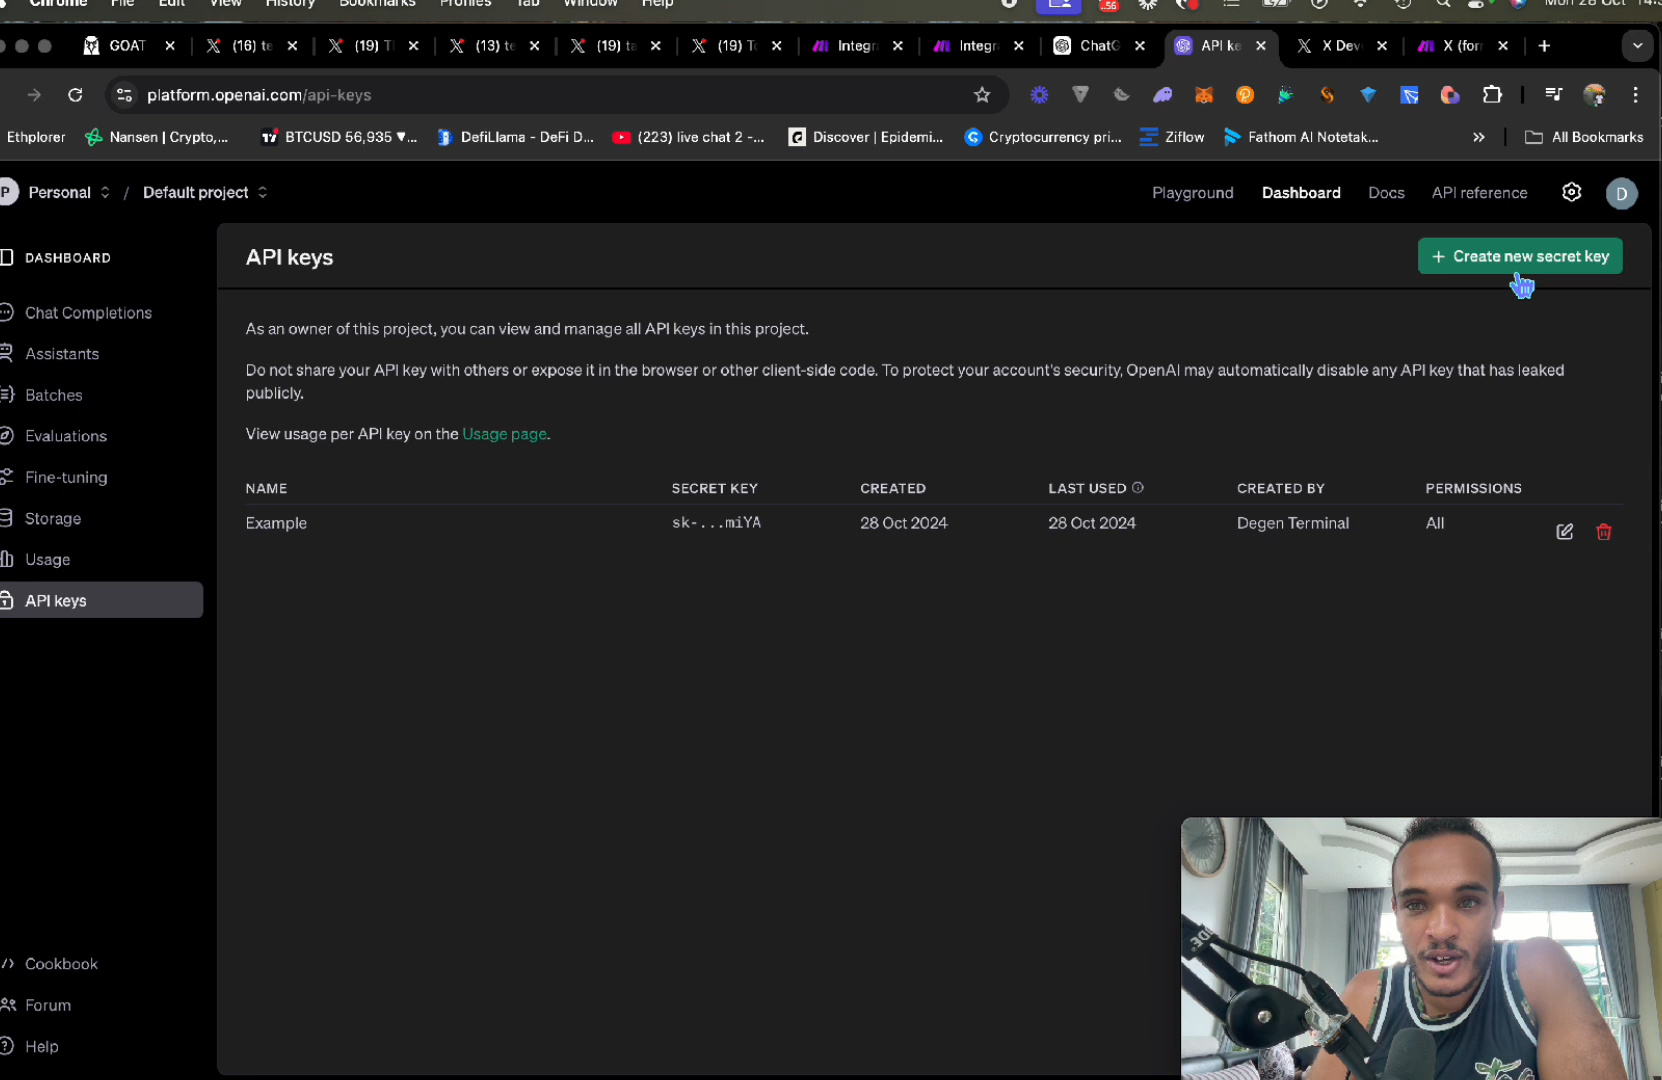 Chrome File Edit View History Bookmarks Profiles Tab Window Help Mon 28 Oct
56
GOAT (16) te (19) T (13) te (19) ta (19) To Integr Integr ChatG API ke X Dev X (for
platform.openai.com/api-keys
Ethplorer Nansen | Crypto,... BTCUSD 56,935 ▼... DefiLlama - DeFi D... (223) live chat 2 -... Discover | Epidemi... Cryptocurrency pri... Ziflow Fathom AI Notetak... » All Bookmarks
P Personal / Default project Playground Dashboard Docs API reference D
DASHBOARD
Chat Completions
Assistants
Batches
Evaluations
Fine-tuning
Storage
Usage
API keys
Cookbook
Forum
Help
API keys
+ Create new secret key
As an owner of this project, you can view and manage all API keys in this project.
Do not share your API key with others or expose it in the browser or other client-side code. To protect your account's security, OpenAI may automatically disable any API key that has leaked
publicly.
View usage per API key on the Usage page.
NAME SECRET KEY CREATED LAST USED CREATED BY PERMISSIONS
Example sk-...miYA 28 Oct 2024 28 Oct 2024 Degen Terminal All